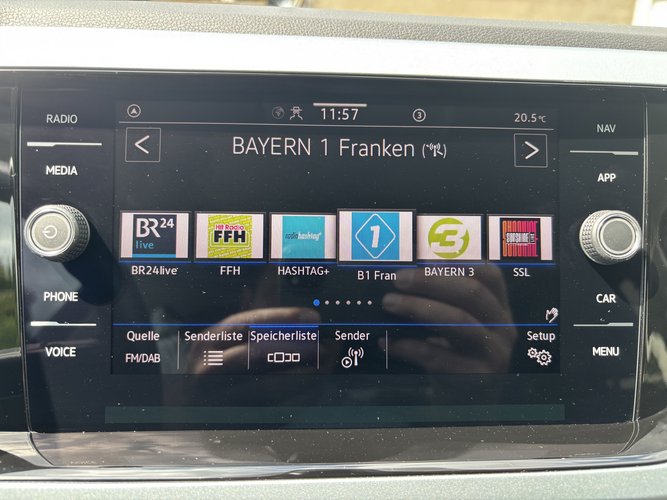 RADIO
MEDIA
PHONE
VOICE
11:57
3
20.5°C
BAYERN 1 Franken
BR24
live
Hit Radio
FFH
radio hashtag+
1
3
SUNSHINE
BR24live
FFH
HASHTAG+
B1 Fran
BAYERN 3
SSL
Quelle
FM/DAB
Senderliste
Speicherliste
Sender
Setup
NAV
APP
CAR
MENU